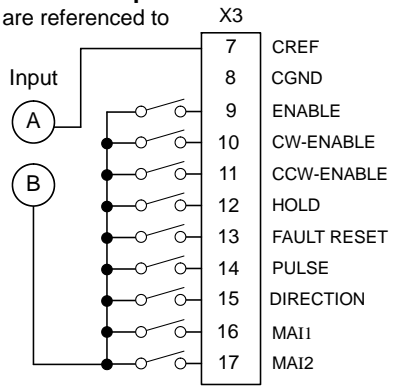 are referenced to
X3
7 CREF
Input
8 CGND
A
9 ENABLE
10 CW-ENABLE
11 CCW-ENABLE
B
12 HOLD
13 FAULT RESET
14 PULSE
15 DIRECTION
16 MAI1
17 MAI2